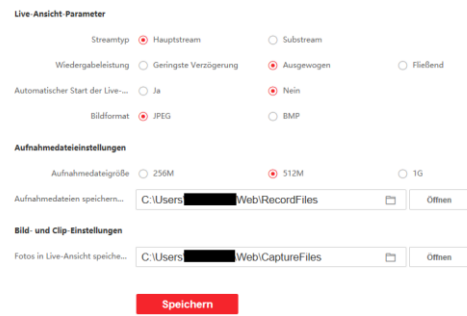 Live-Ansicht-Parameter
Streamtyp Hauptstream Substream
Wiedergabeleistung Geringste Verzögerung Ausgewogen Fließend
Automatischer Start der Live-... Ja Nein
Bildformat JPEG BMP
Aufnahmedateieinstellungen
Aufnahmedateigröße 256M 512M 1G
Aufnahmedateien speichern... C:\Users\ Web\RecordFiles Öffnen
Bild- und Clip-Einstellungen
Fotos in Live-Ansicht speiche... C:\Users\ \Web\CaptureFiles Öffnen
Speichern